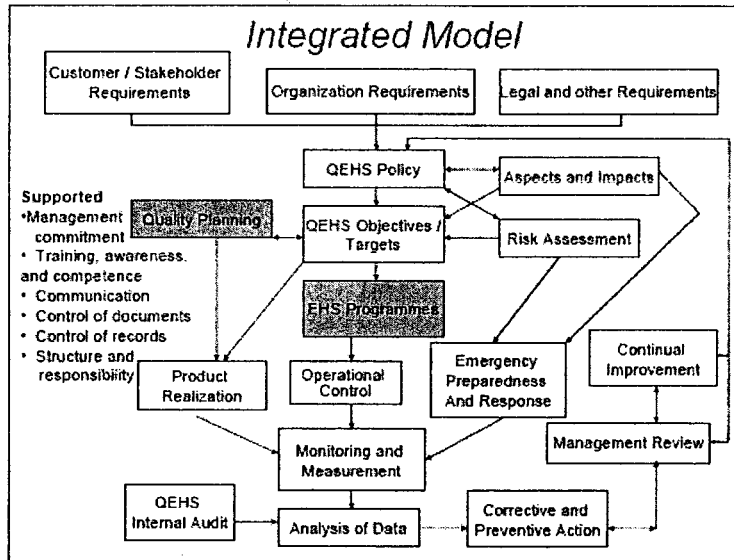 Integrated Model
Customer / Stakeholder
Requirements
Organization Requirements
Legal and other Requirements
QEHS Policy
Aspects and Impacts
Supported
•Management
commitment
• Training, awareness,
and competence
• Communication
• Control of documents
• Control of records
• Structure and
responsibility
Quality Planning
QEHS Objectives /
Targets
Risk Assessment
EHS Programmes
Product
Realization
Operational
Control
Emergency
Preparedness
And Response
Continual
Improvement
Monitoring and
Measurement
Management Review
QEHS
Internal Audit
Analysis of Data
Corrective and
Preventive Action